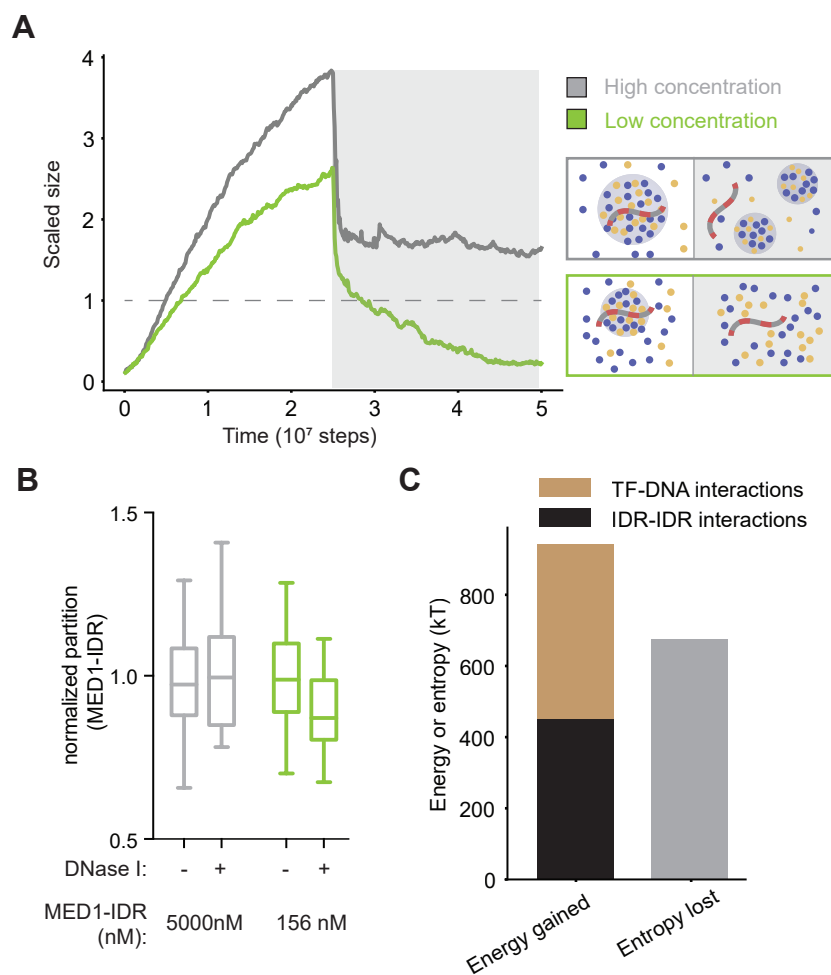 A
Scaled size
4
3
2
1
0
0 1 2 3 4 5
Time (10⁷ steps)
High concentration
Low concentration
B
normalized partition
(MED1-IDR)
1.5
1.0
0.5
DNase I: - + - +
MED1-IDR
(nM): 5000nM 156 nM
C
TF-DNA interactions
IDR-IDR interactions
Energy or entropy (kT)
800
600
400
200
0
Energy gained
Entropy lost